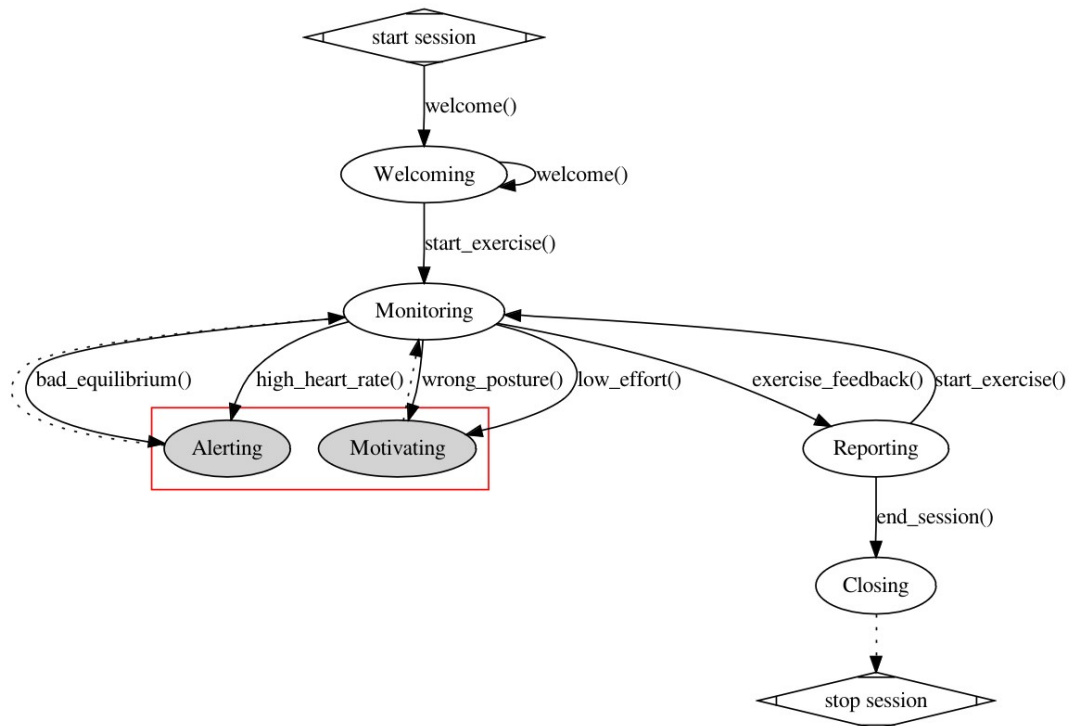 start session
welcome()
Welcoming
welcome()
start_exercise()
Monitoring
bad_equilibrium()
high_heart_rate()
wrong_posture()
low_effort()
exercise_feedback()
start_exercise()
Alerting
Motivating
Reporting
end_session()
Closing
stop session